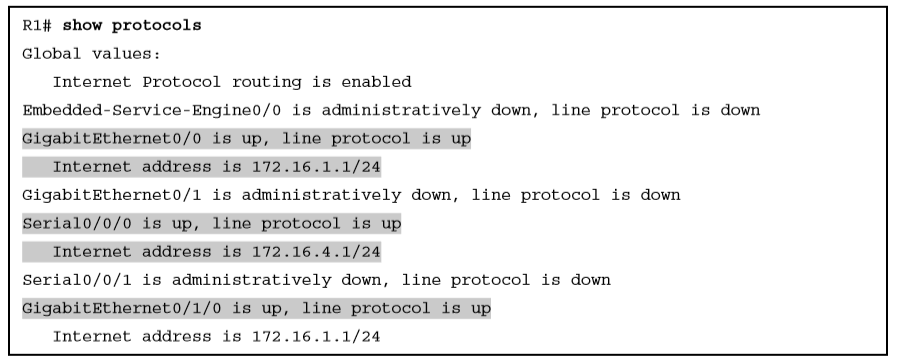 R1# show protocols
Global values:
Internet Protocol routing is enabled
Embedded-Service-Engine0/0 is administratively down, line protocol is down
GigabitEthernet0/0 is up, line protocol is up
Internet address is 172.16.1.1/24
GigabitEthernet0/1 is administratively down, line protocol is down
Serial0/0/0 is up, line protocol is up
Internet address is 172.16.4.1/24
Serial0/0/1 is administratively down, line protocol is down
GigabitEthernet0/1/0 is up, line protocol is up
Internet address is 172.16.1.1/24